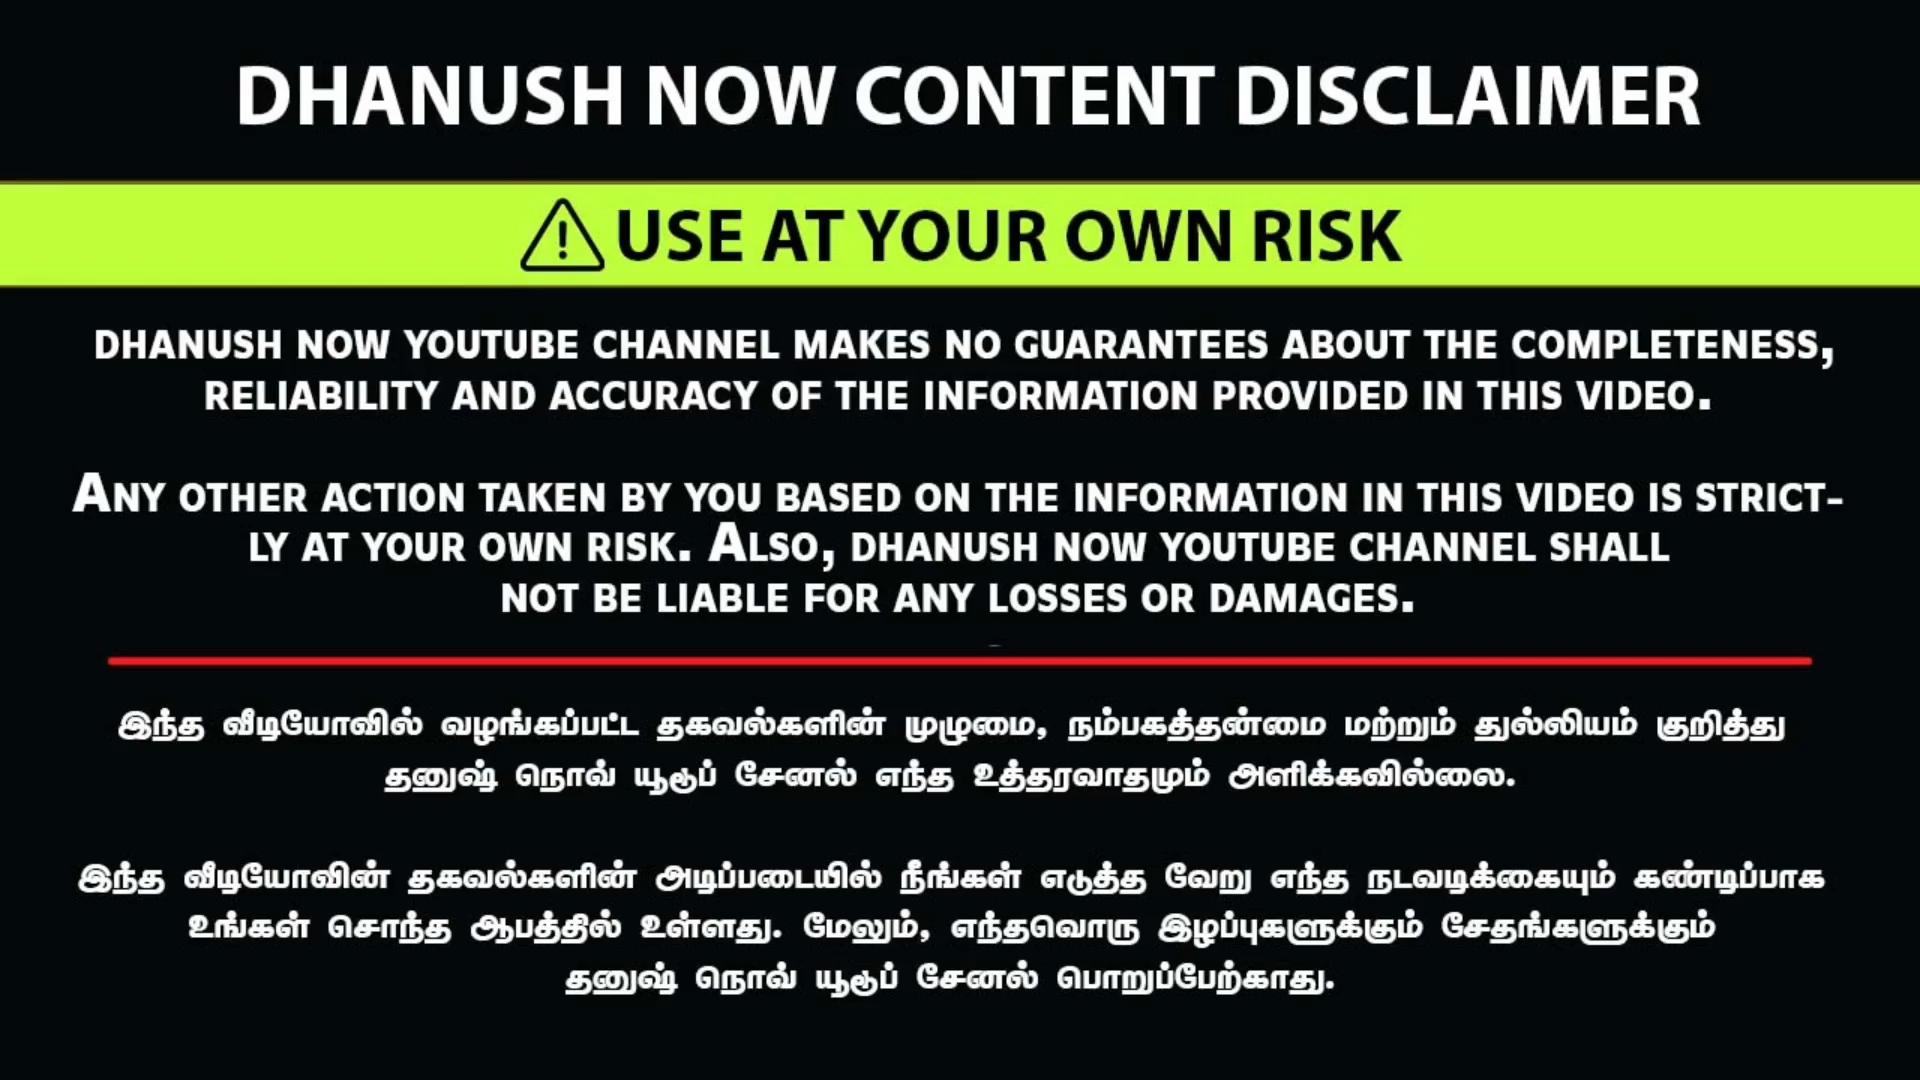 DHANUSH NOW CONTENT DISCLAIMER
USE AT YOUR OWN RISK
DHANUSH NOW YOUTUBE CHANNEL MAKES NO GUARANTEES ABOUT THE COMPLETENESS,
RELIABILITY AND ACCURACY OF THE INFORMATION PROVIDED IN THIS VIDEO.
ANY OTHER ACTION TAKEN BY YOU BASED ON THE INFORMATION IN THIS VIDEO IS STRICT-
LY AT YOUR OWN RISK. ALSO, DHANUSH NOW YOUTUBE CHANNEL SHALL
NOT BE LIABLE FOR ANY LOSSES OR DAMAGES.
இந்த வீடியோவில் வழங்கப்பட்ட தகவல்களின் முழுமை, நம்பகத்தன்மை மற்றும் துல்லியம் குறித்து
தனுஷ் நொவ் யூடூப் சேனல் எந்த உத்தரவாதமும் அளிக்கவில்லை.
இந்த வீடியோவின் தகவல்களின் அடிப்படையில் நீங்கள் எடுத்த வேறு எந்த நடவடிக்கையும் கண்டிப்பாக
உங்கள் சொந்த ஆபத்தில் உள்ளது. மேலும், எந்தவொரு இழப்புகளுக்கும் சேதங்களுக்கும்
தனுஷ் நொவ் யூடூப் சேனல் பொறுப்பேற்காது.